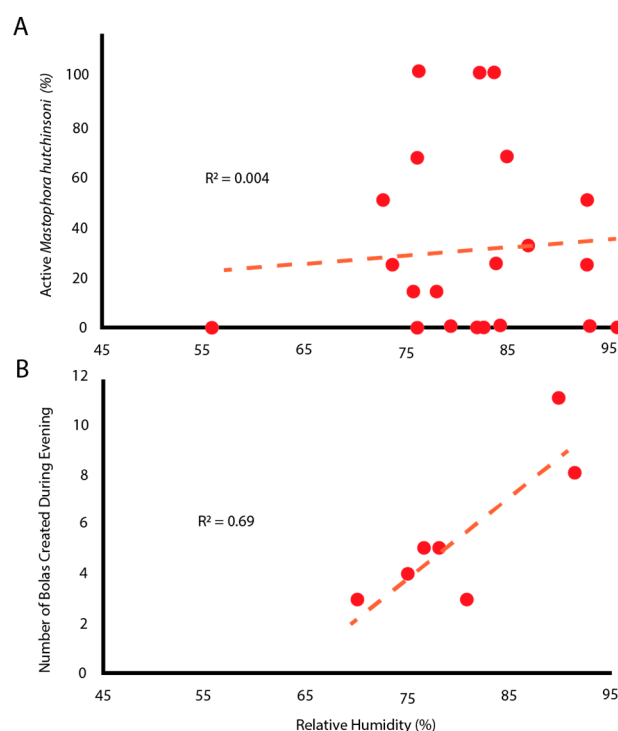 A
Active Mastophora hutchinsoni (%)
100
80
60
40
20
0
R² = 0.004
45 55 65 75 85 95
B
Number of Bolas Created During Evening
12
10
8
6
4
2
0
R² = 0.69
45 55 65 75 85 95
Relative Humidity (%)